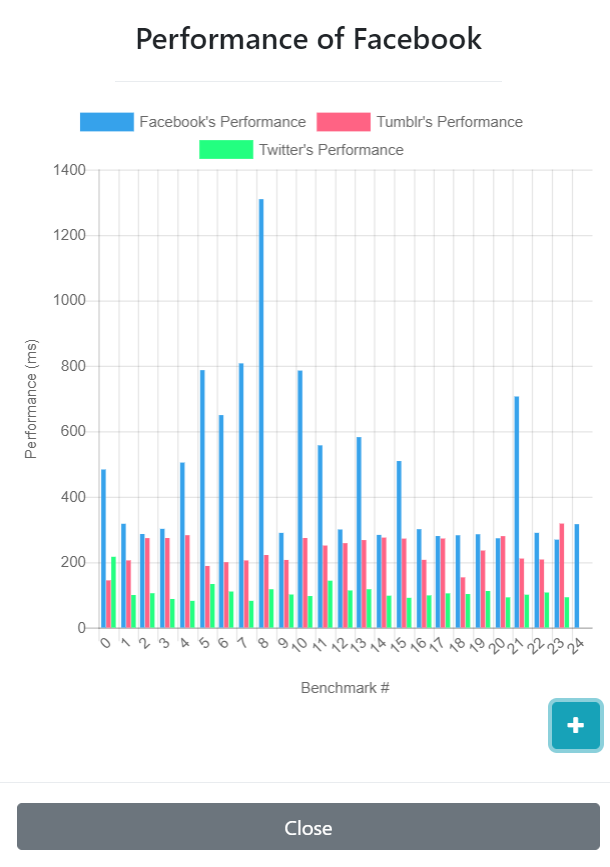 Performance of Facebook
Facebook's Performance Tumblr's Performance
Twitter's Performance
1400
1200
1000
800
600
400
200
0
Performance (ms)
0 1 2 3 4 5 6 7 8 9 10 11 12 13 14 15 16 17 18 19 20 21 22 23 24
Benchmark #
+
Close